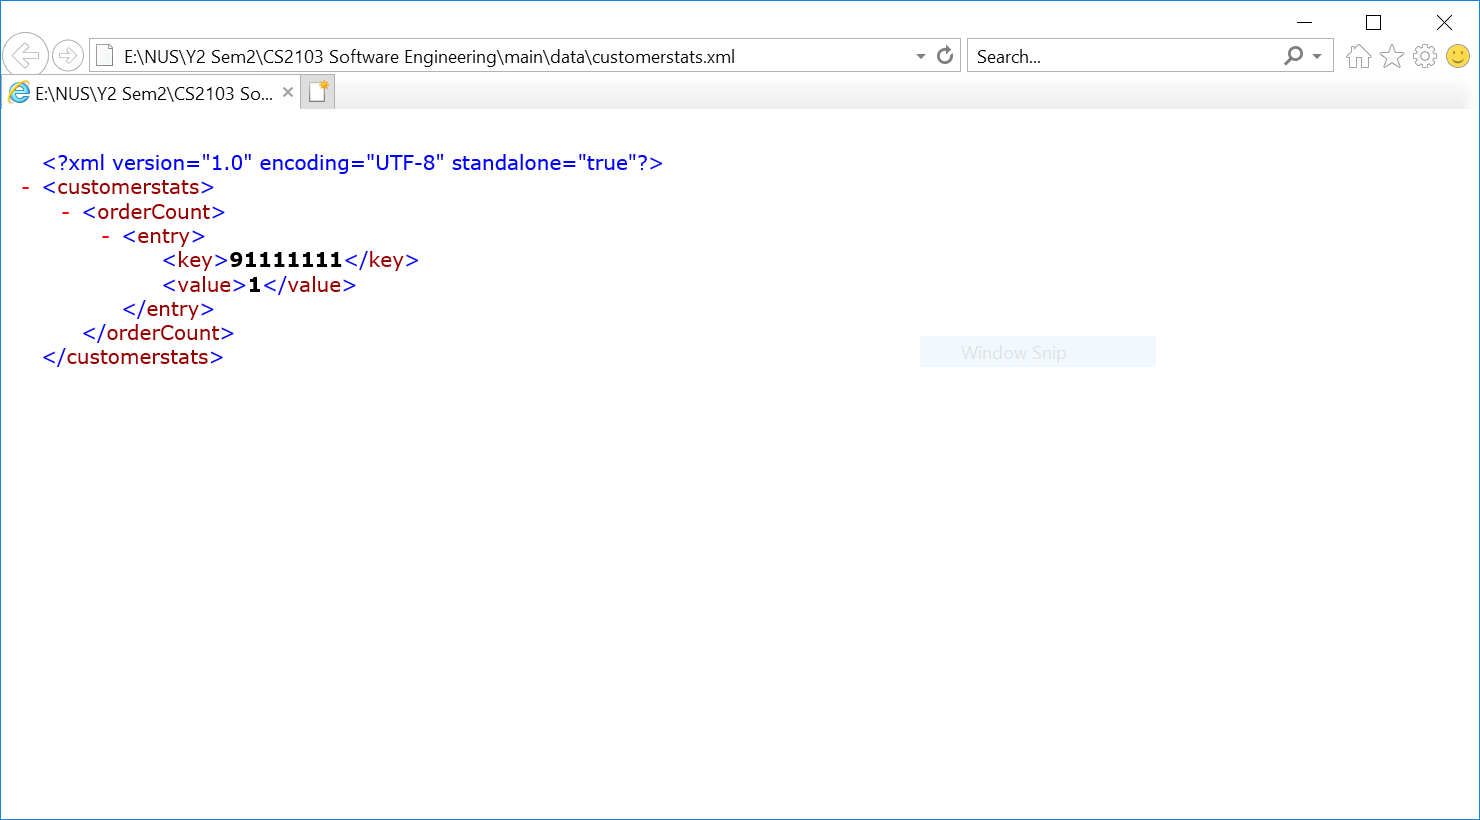 E:\NUS\Y2 Sem2\CS2103 Software Engineering\main\data\customerstats.xml
Search...
E:\NUS\Y2 Sem2\CS2103 So...
<?xml version="1.0" encoding="UTF-8" standalone="true"?>
- <customerstats>
- <orderCount>
- <entry>
<key>91111111</key>
<value>1</value>
</entry>
</orderCount>
</customerstats>
Window Snip